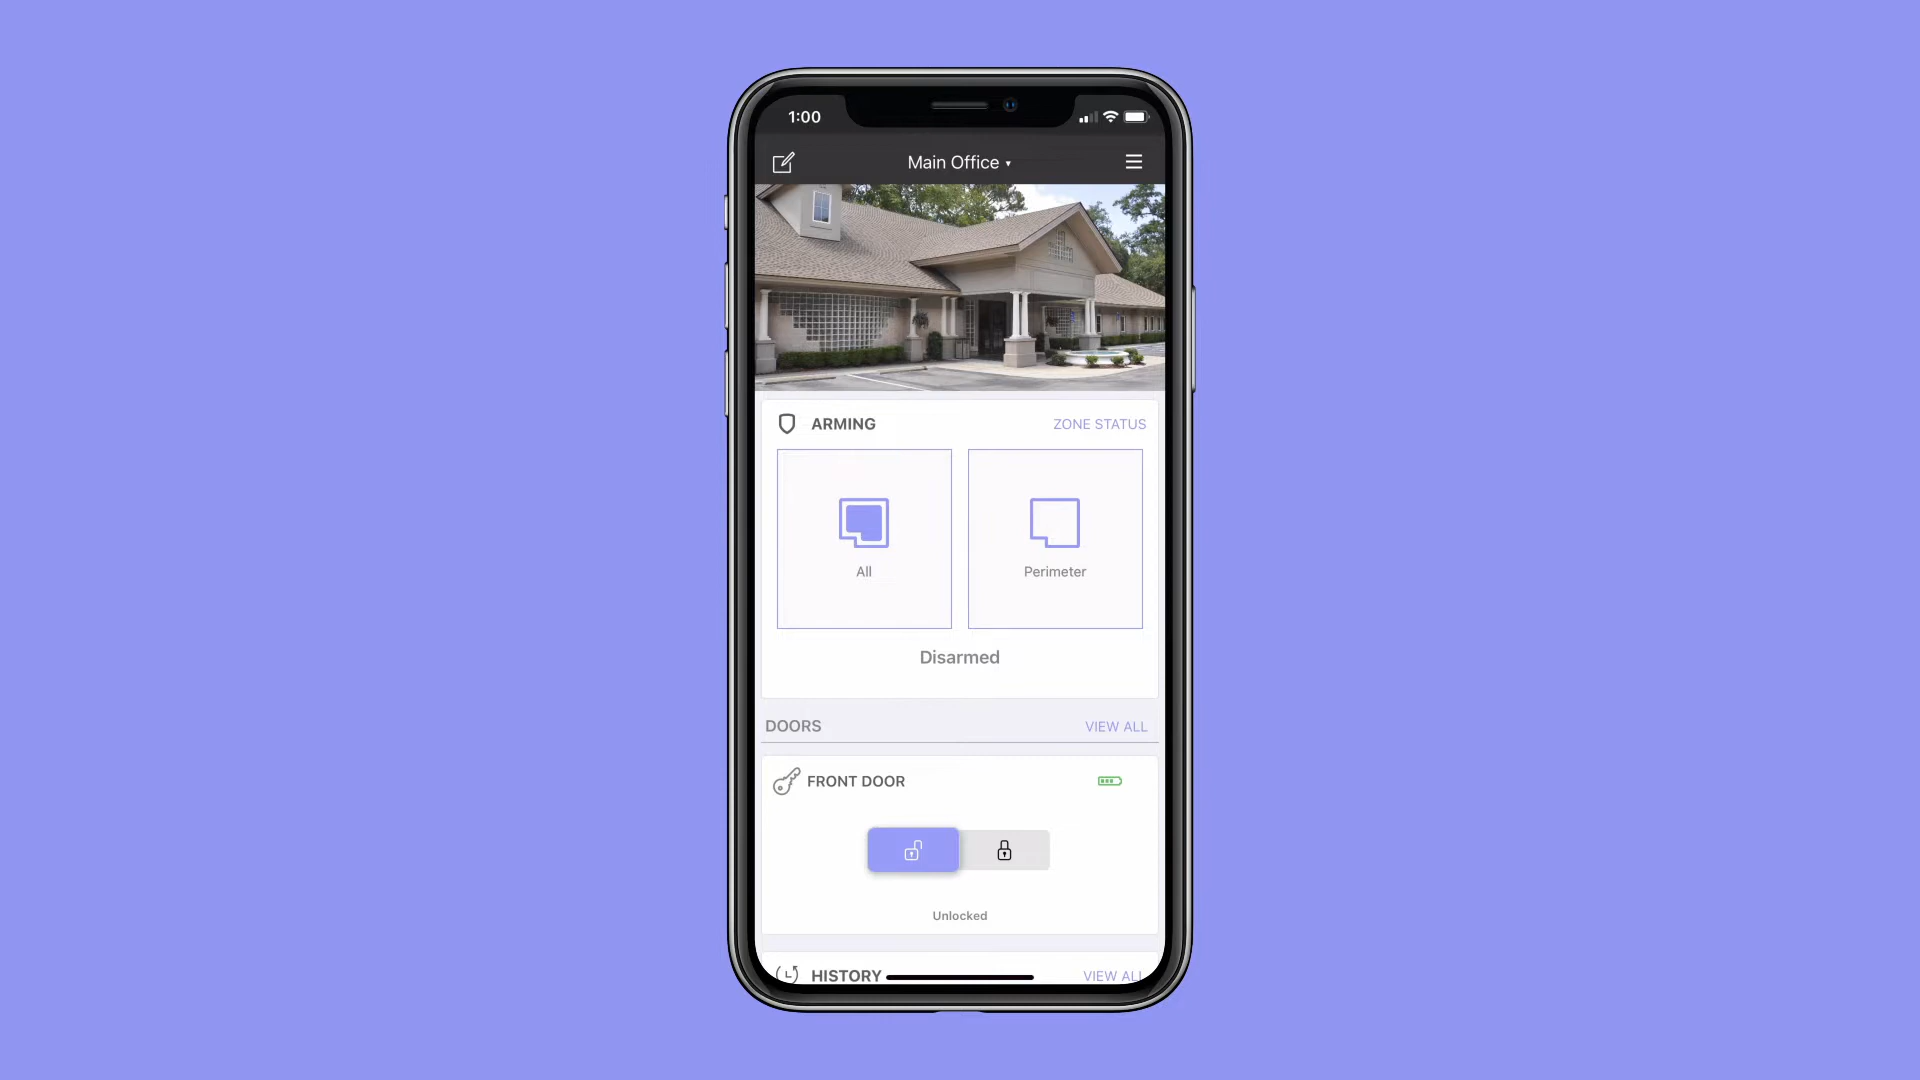 1:00
Main Office ▾
ARMING
ZONE STATUS
All
Perimeter
Disarmed
DOORS
VIEW ALL
FRONT DOOR
Unlocked
HISTORY
VIEW ALL